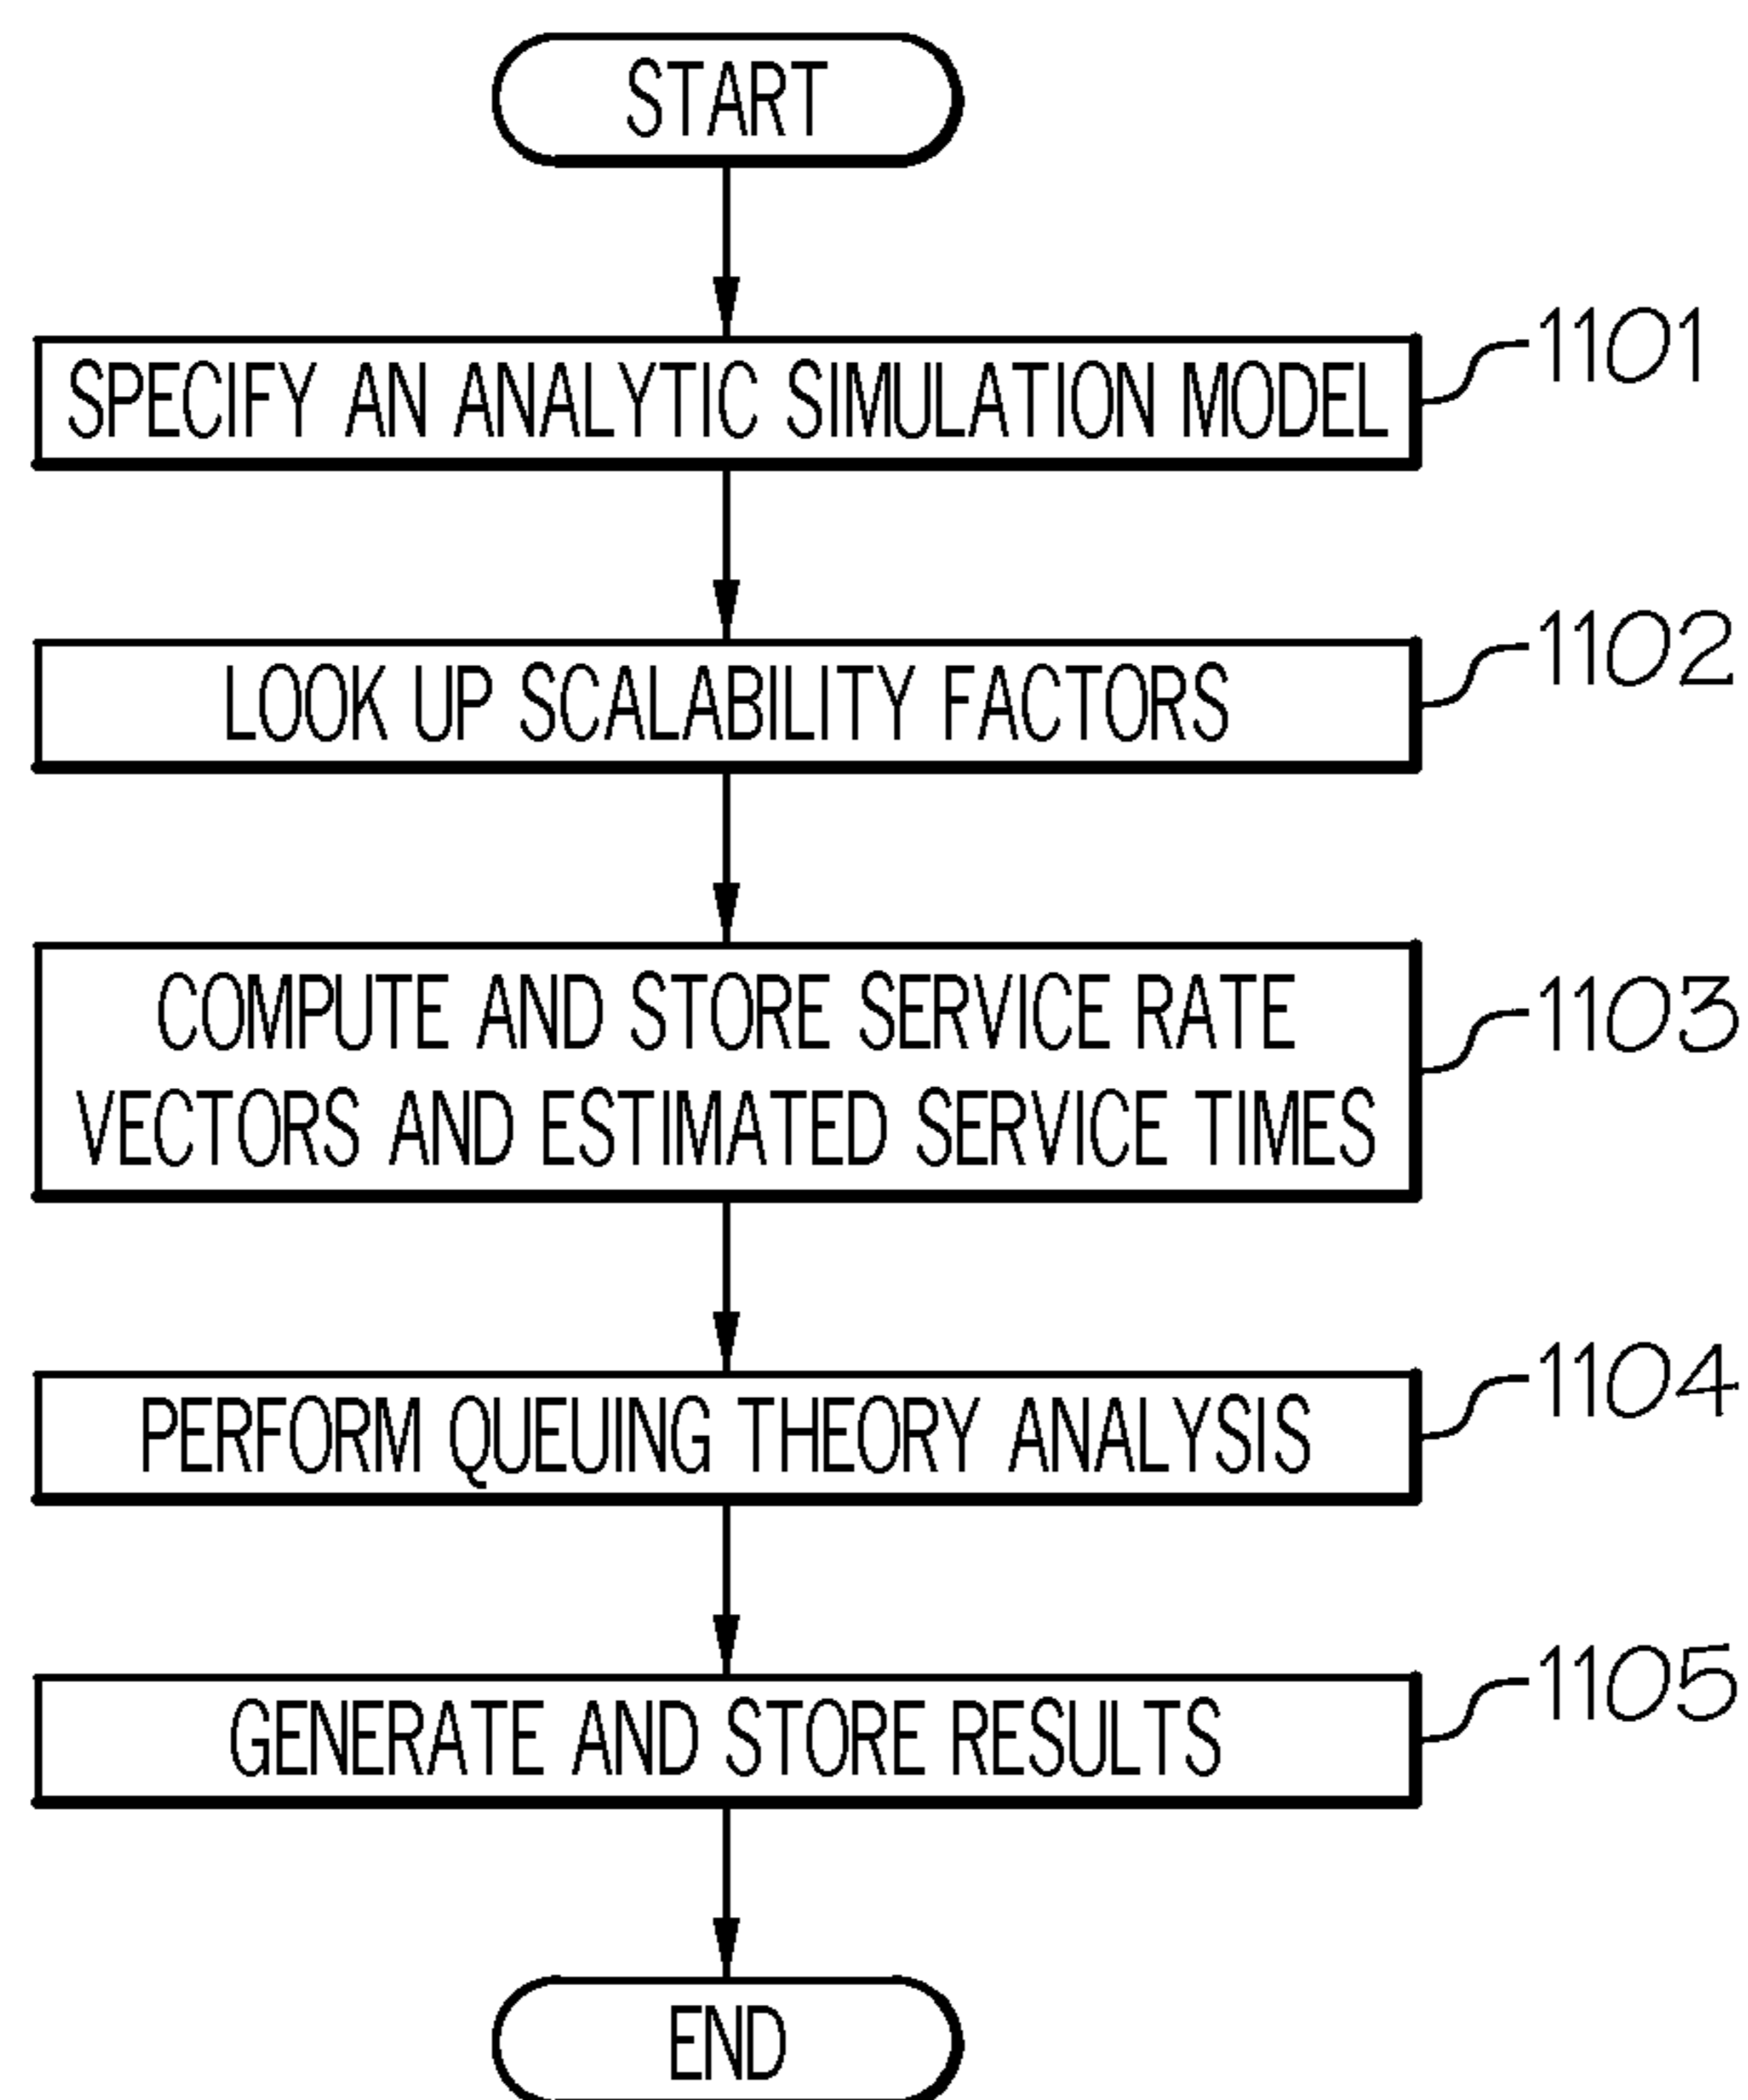 START
SPECIFY AN ANALYTIC SIMULATION MODEL
1101
LOOK UP SCALABILITY FACTORS
1102
COMPUTE AND STORE SERVICE RATE
VECTORS AND ESTIMATED SERVICE TIMES
1103
PERFORM QUEUING THEORY ANALYSIS
1104
GENERATE AND STORE RESULTS
1105
END